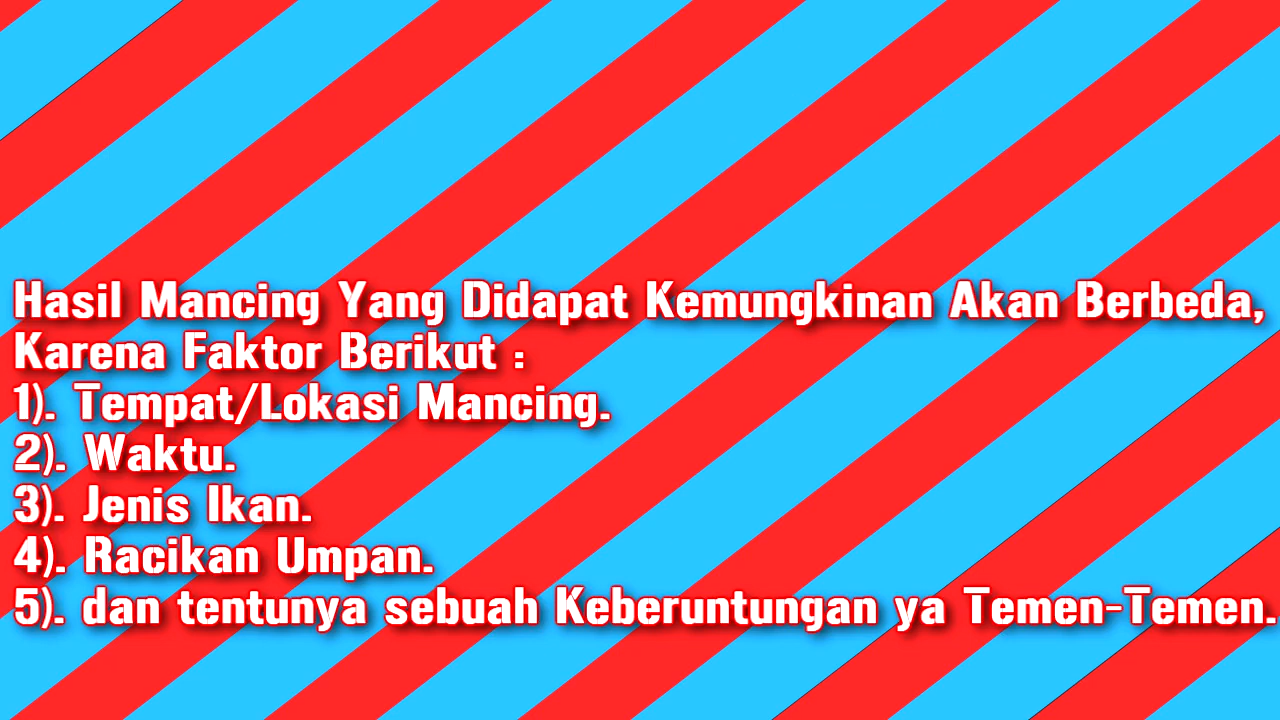 Hasil Mancing Yang Didapat Kemungkinan Akan Berbeda,
Karena Faktor Berikut :
1). Tempat/Lokasi Mancing.
2). Waktu.
3). Jenis Ikan.
4). Racikan Umpan.
5). dan tentunya sebuah Keberuntungan ya Temen-Temen.